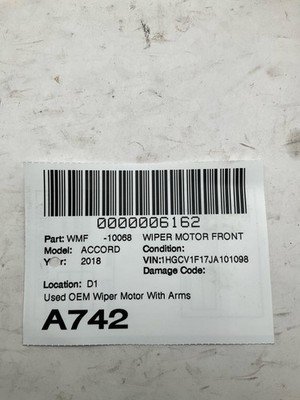 0000006162
Part: WMF -10068 WIPER MOTOR FRONT
Model: ACCORD Condition:
Year: 2018 VIN:1HGCV1F17JA101098
Damage Code:
Location: D1
Used OEM Wiper Motor With Arms
A742